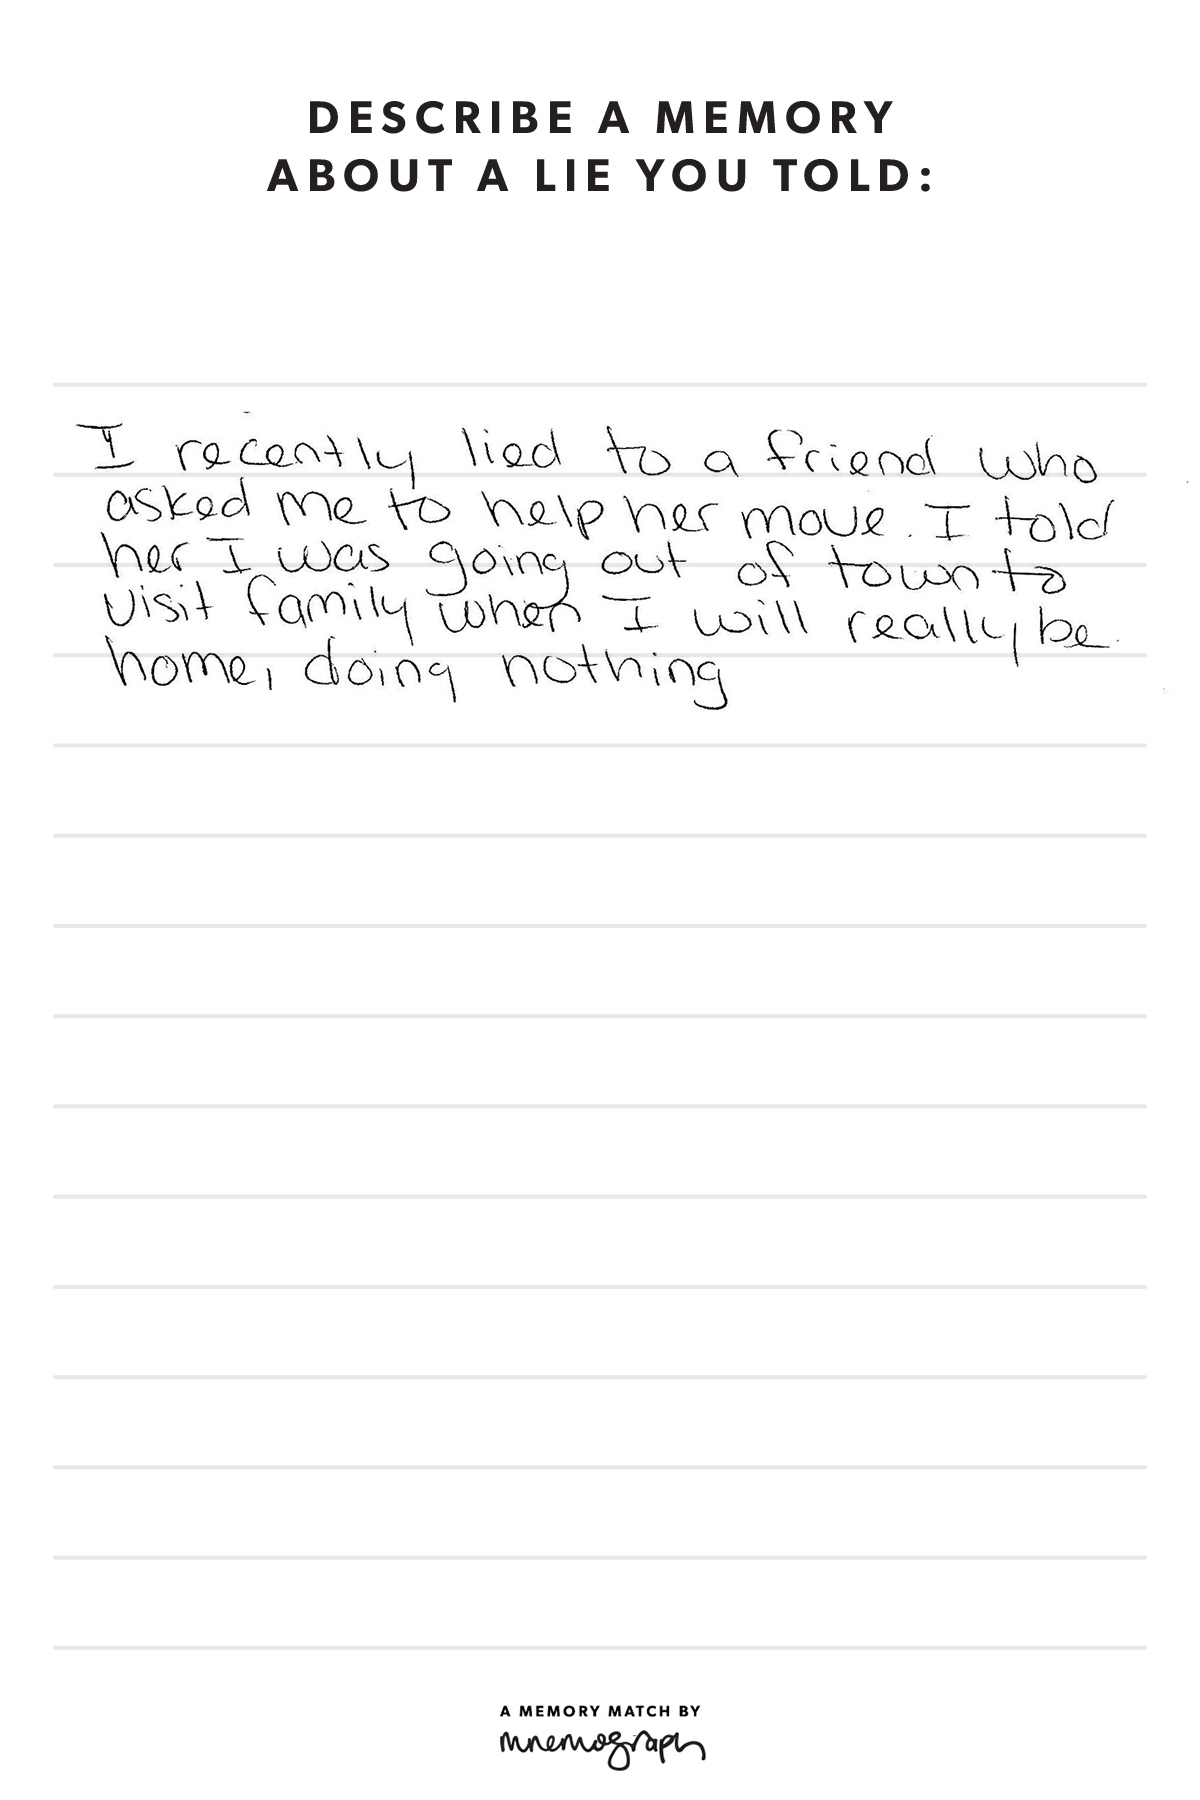 DESCRIBE A MEMORY
ABOUT A LIE YOU TOLD:
I recently lied to a friend who
asked me to help her move. I told
her I was going out of town to
visit family when I will really be
home, doing nothing
A MEMORY MATCH BY
mnemograph